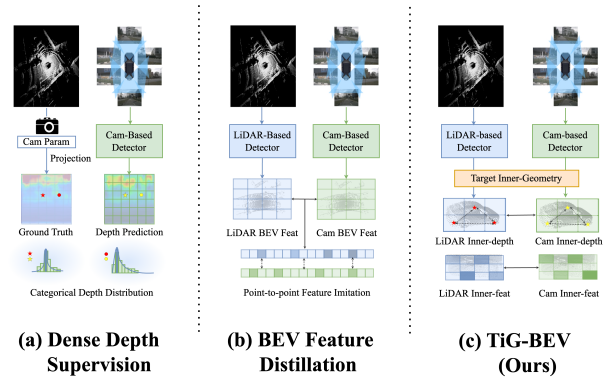 Cam Param
Projection
Cam-Based
Detector
Ground Truth
Depth Prediction
Categorical Depth Distribution
(a) Dense Depth
Supervision
LiDAR-Based
Detector
Cam-Based
Detector
LiDAR BEV Feat
Cam BEV Feat
Point-to-point Feature Imitation
(b) BEV Feature
Distillation
LiDAR-based
Detector
Cam-based
Detector
Target Inner-Geometry
LiDAR Inner-depth
Cam Inner-depth
LiDAR Inner-feat
Cam Inner-feat
(c) TiG-BEV
(Ours)